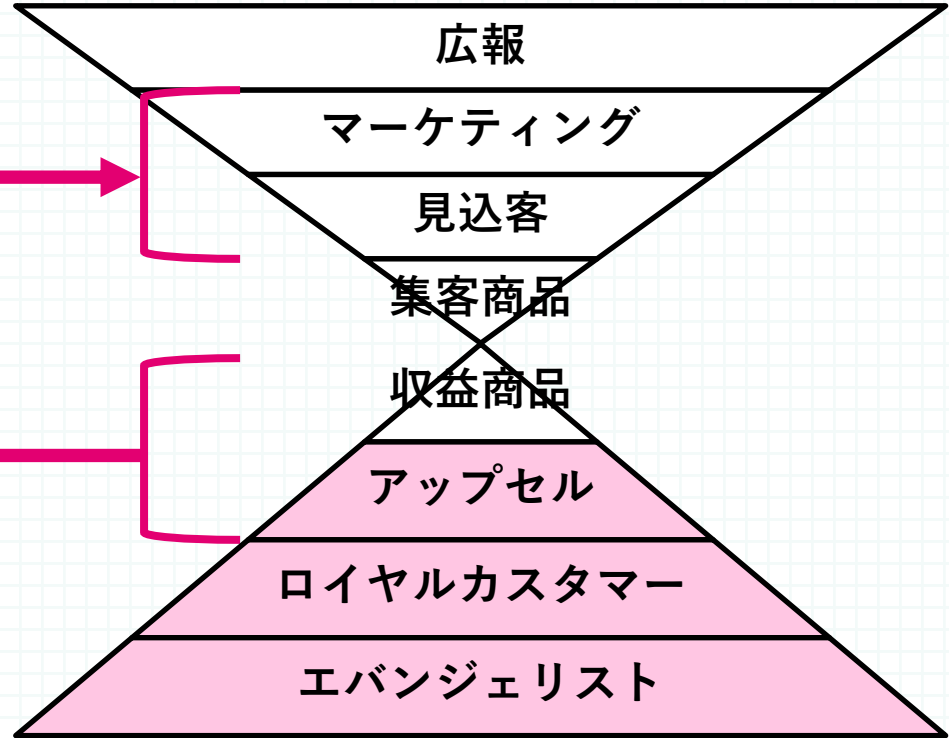 広報
マーケティング
見込客
集客商品
収益商品
アップセル
ロイヤルカスタマー
エバンジェリスト